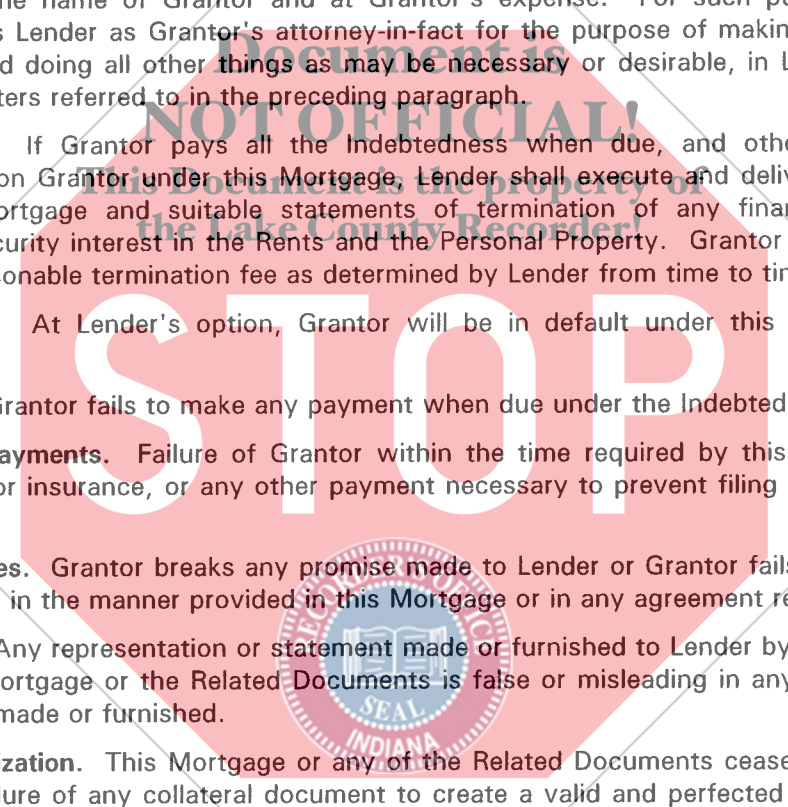 the name of Grantor and at Grantor's expense. For such
s Lender as Grantor's attorney-in-fact for the purpose of making
d doing all other things as may be necessary or desirable, in L
ters referred to in the preceding paragraph.
If Grantor pays all the Indebtedness when due, and othe
on Grantor under this Mortgage, Lender shall execute and deliv
ortgage and suitable statements of termination of any finan
curity interest in the Rents and the Personal Property. Grantor
onable termination fee as determined by Lender from time to tim
At Lender's option, Grantor will be in default under this
Grantor fails to make any payment when due under the Indebted
ayments. Failure of Grantor within the time required by this
or insurance, or any other payment necessary to prevent filing
es. Grantor breaks any promise made to Lender or Grantor fails
in the manner provided in this Mortgage or in any agreement re
Any representation or statement made or furnished to Lender by
ortgage or the Related Documents is false or misleading in any
made or furnished.
ization. This Mortgage or any of the Related Documents cease
lure of any collateral document to create a valid and perfected
Document is
NOT OFFICIAL!
This Document is the property of
the Lake County Recorder!
STOP
RECORDER'S OFFICE
SEAL
INDIANA